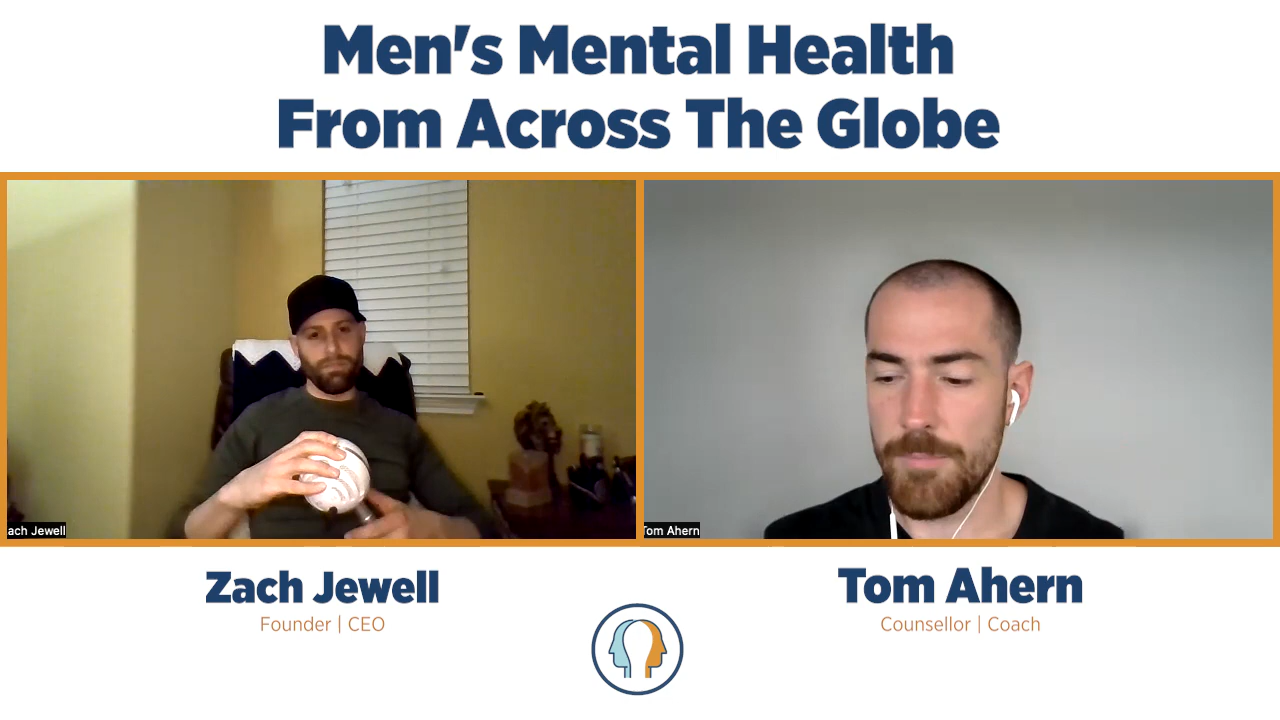 Men's Mental Health
From Across The Globe
ach Jewell
Tom Ahern
Zach Jewell
Founder | CEO
Tom Ahern
Counsellor | Coach